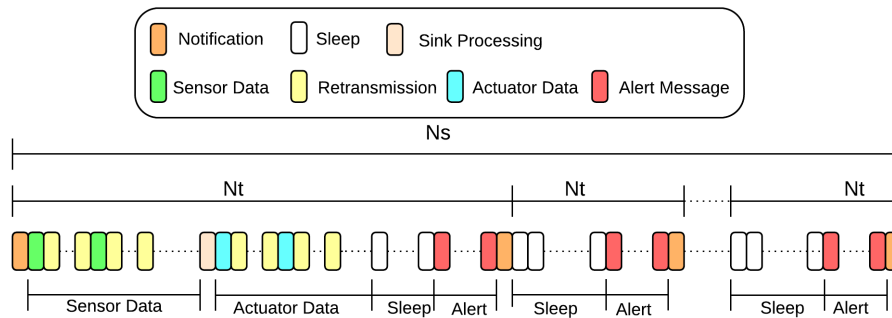 Notification Sleep Sink Processing
Sensor Data Retransmission Actuator Data Alert Message
Ns
Nt Nt Nt
Sensor Data Actuator Data Sleep Alert Sleep Alert Sleep Alert